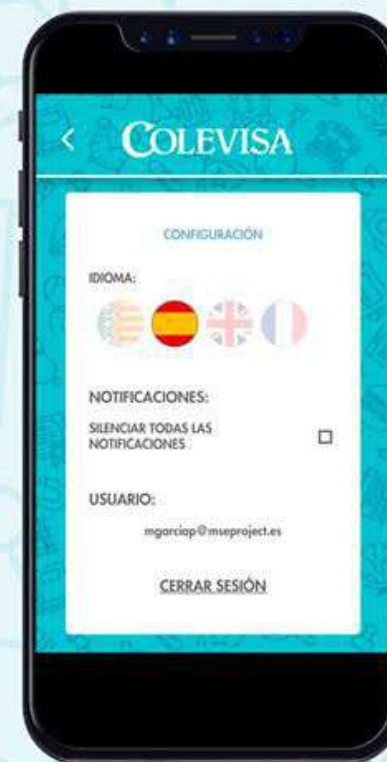 COLEVISA
CONFIGURACIÓN
IDIOMA:
NOTIFICACIONES:
SILENCIAR TODAS LAS
NOTIFICACIONES
USUARIO:
mgarciap@mseproject.es
CERRAR SESIÓN